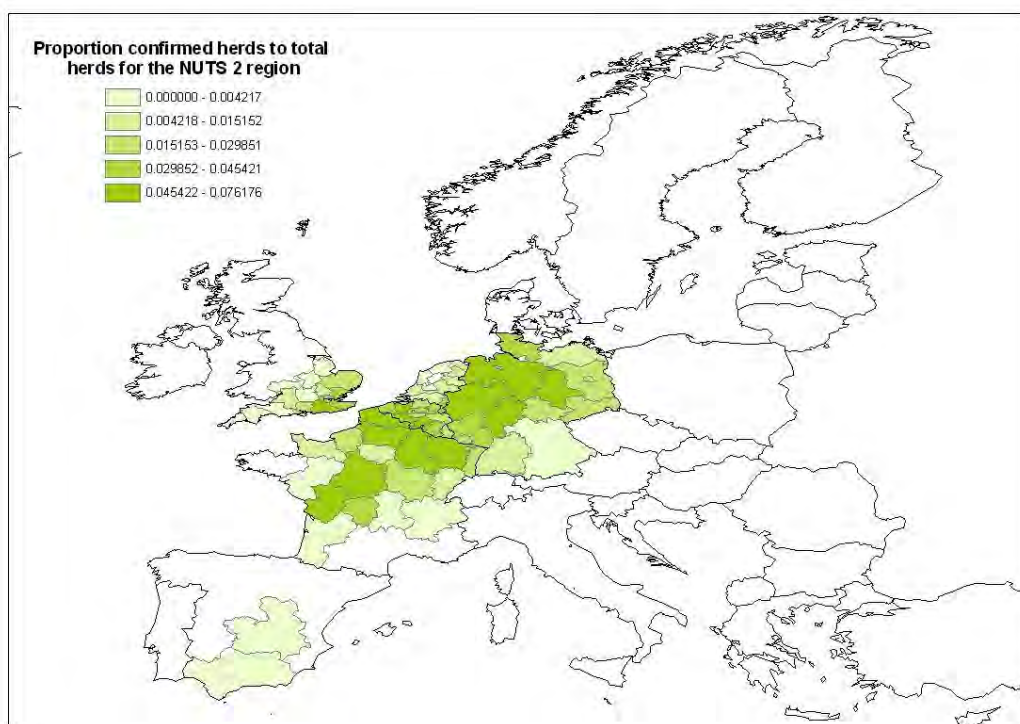 Proportion confirmed herds to total
herds for the NUTS 2 region
0.000000 - 0.004217
0.004218 - 0.015152
0.015153 - 0.029851
0.029852 - 0.045421
0.045422 - 0.076176